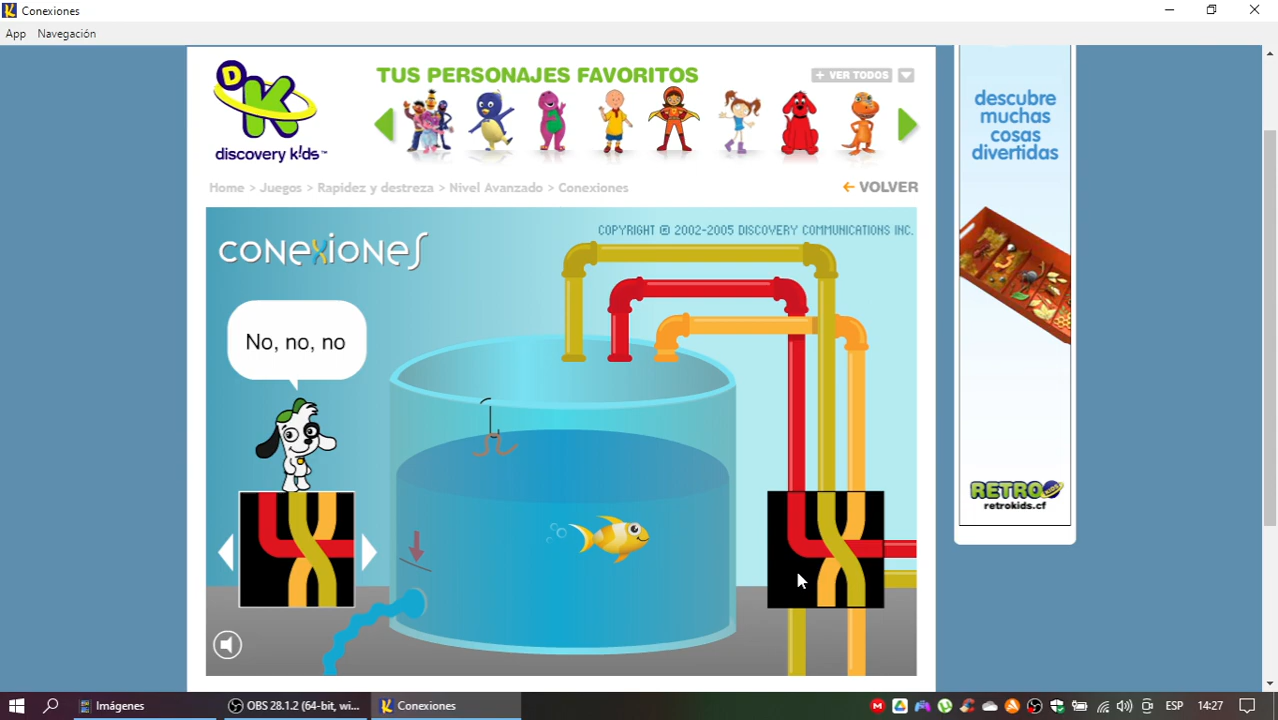 Conexiones
App Navegación
D
K
discovery k!ds™
TUS PERSONAJES FAVORITOS
+ VER TODOS
Home > Juegos > Rapidez y destreza > Nivel Avanzado > Conexiones
VOLVER
conexiones
COPYRIGHT © 2002-2005 DISCOVERY COMMUNICATIONS INC.
No, no, no
descubre
muchas
cosas
divertidas
RETRO
retrokids.cf
Imágenes
OBS 28.1.2 (64-bit, wi...
Conexiones
ESP
14:27